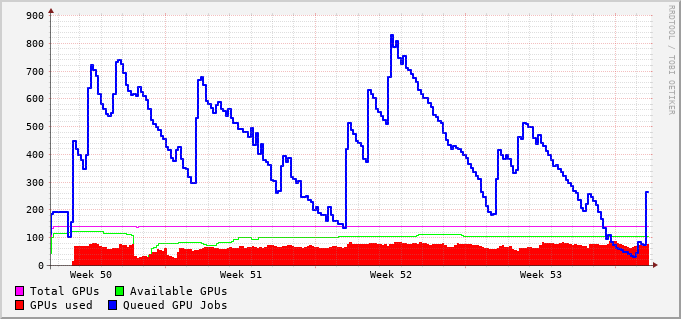 900
800
700
600
500
400
300
200
100
0
Week 50 Week 51 Week 52 Week 53
Total GPUs Available GPUs
GPUs used Queued GPU Jobs
RRDTOOL / TOBI OETIKER